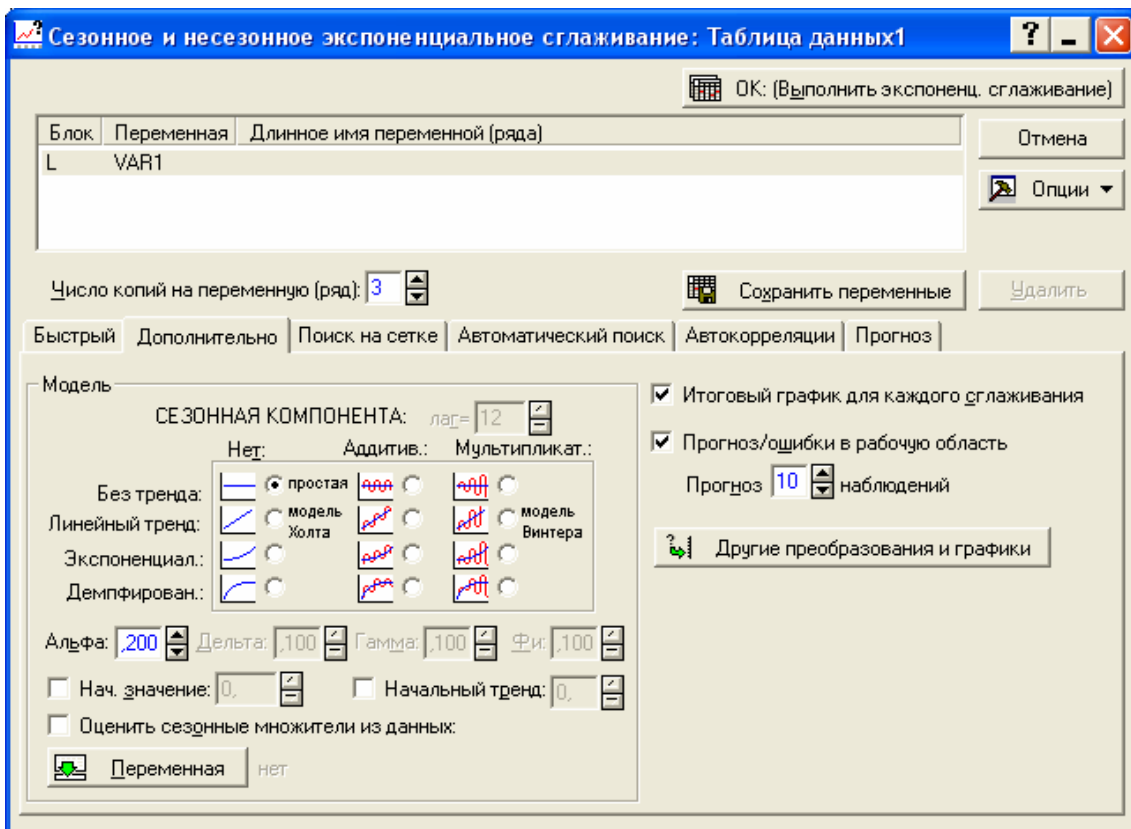 Сезонное и несезонное экспоненциальное сглаживание: Таблица данных1
ОК: (Выполнить экспоненц. сглаживание)
Блок Переменная Длинное имя переменной (ряда)
L VAR1
Отмена
Опции
Число копий на переменную (ряд): 3
Сохранить переменные
Удалить
Быстрый Дополнительно Поиск на сетке Автоматический поиск Автокорреляции Прогноз
Модель
СЕЗОННАЯ КОМПОНЕНТА: лаг= 12
Нет: Аддитив.: Мультипликат.:
Без тренда: простая
Линейный тренд: модель Холта модель Винтера
Экспоненциал.:
Демпфирован.:
Альфа: ,200 Дельта: ,100 Гамма: ,100 Фи: ,100
Нач. значение: 0, Начальный тренд: 0,
Оценить сезонные множители из данных:
Переменная нет
Итоговый график для каждого сглаживания
Прогноз/ошибки в рабочую область
Прогноз 10 наблюдений
Другие преобразования и графики